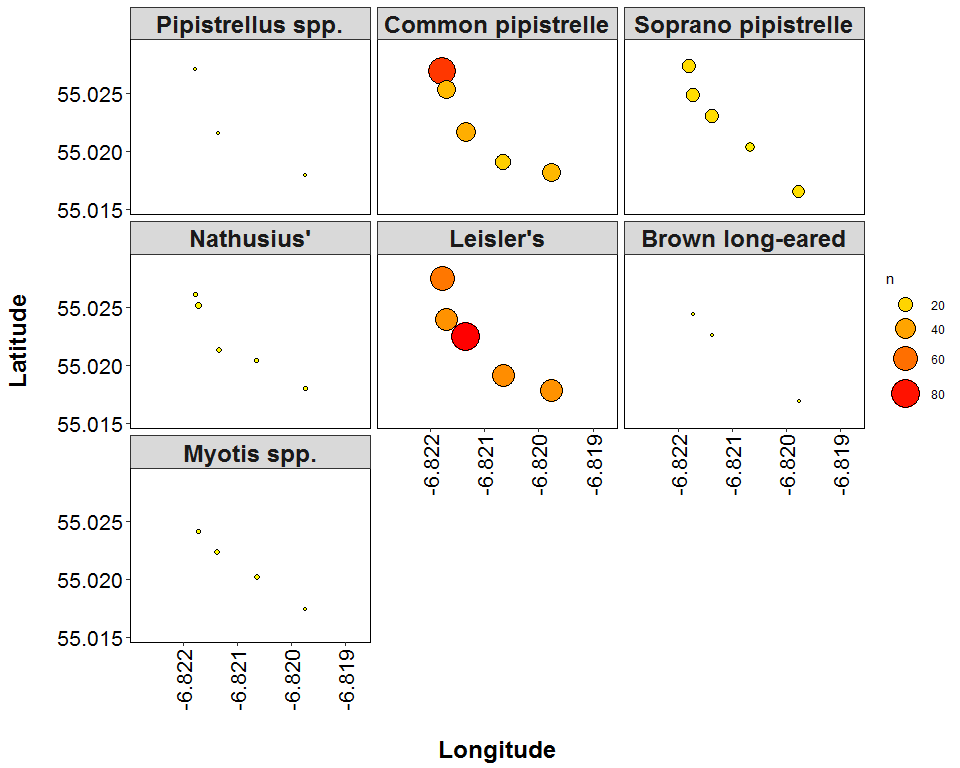 Pipistrellus spp. Common pipistrelle Soprano pipistrelle
55.025
55.020
55.015
Nathusius' Leisler's Brown long-eared
55.025
55.020
55.015
-6.822 -6.821 -6.820 -6.819 -6.822 -6.821 -6.820 -6.819
Myotis spp.
55.025
55.020
55.015
-6.822 -6.821 -6.820 -6.819
Latitude
Longitude
n
20
40
60
80